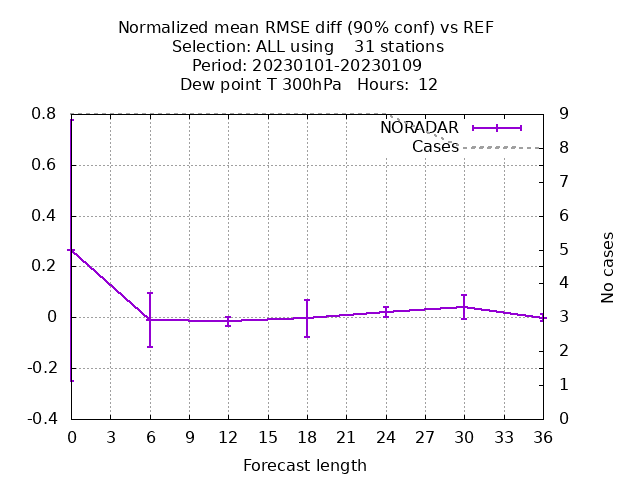 Normalized mean RMSE diff (90% conf) vs REF
Selection: ALL using    31 stations
Period: 20230101-20230109
Dew point T 300hPa   Hours:  12
NORADAR
Cases
0.8
0.6
0.4
0.2
0
-0.2
-0.4
9
8
7
6
5
4
3
2
1
0
No cases
0 3 6 9 12 15 18 21 24 27 30 33 36
Forecast length